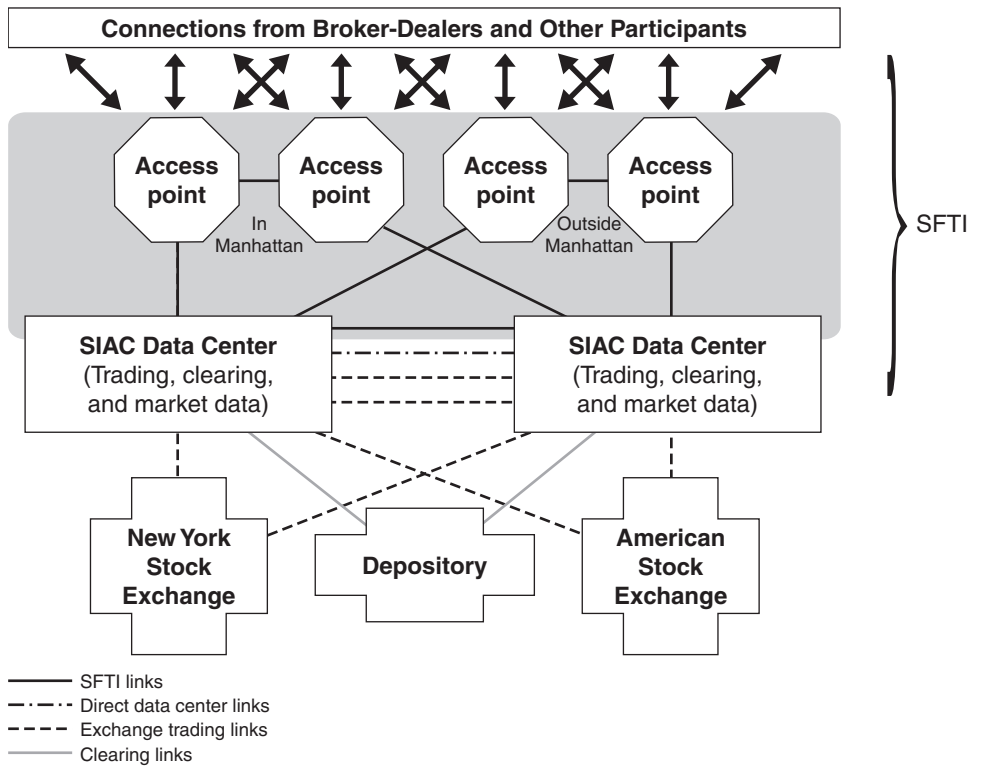 Connections from Broker-Dealers and Other Participants
Access
point
Access
point
Access
point
Access
point
In
Manhattan
Outside
Manhattan
SFTI
SIAC Data Center
(Trading, clearing,
and market data)
SIAC Data Center
(Trading, clearing,
and market data)
New York
Stock
Exchange
Depository
American
Stock
Exchange
SFTI links
Direct data center links
Exchange trading links
Clearing links